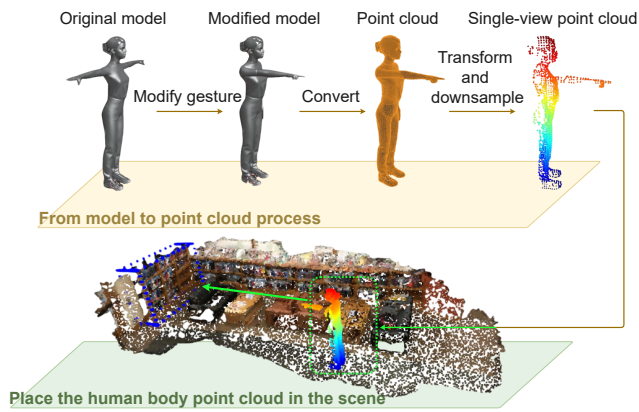 Original model
Modified model
Point cloud
Single-view point cloud
Modify gesture
Convert
Transform
and
downsample
From model to point cloud process
Place the human body point cloud in the scene